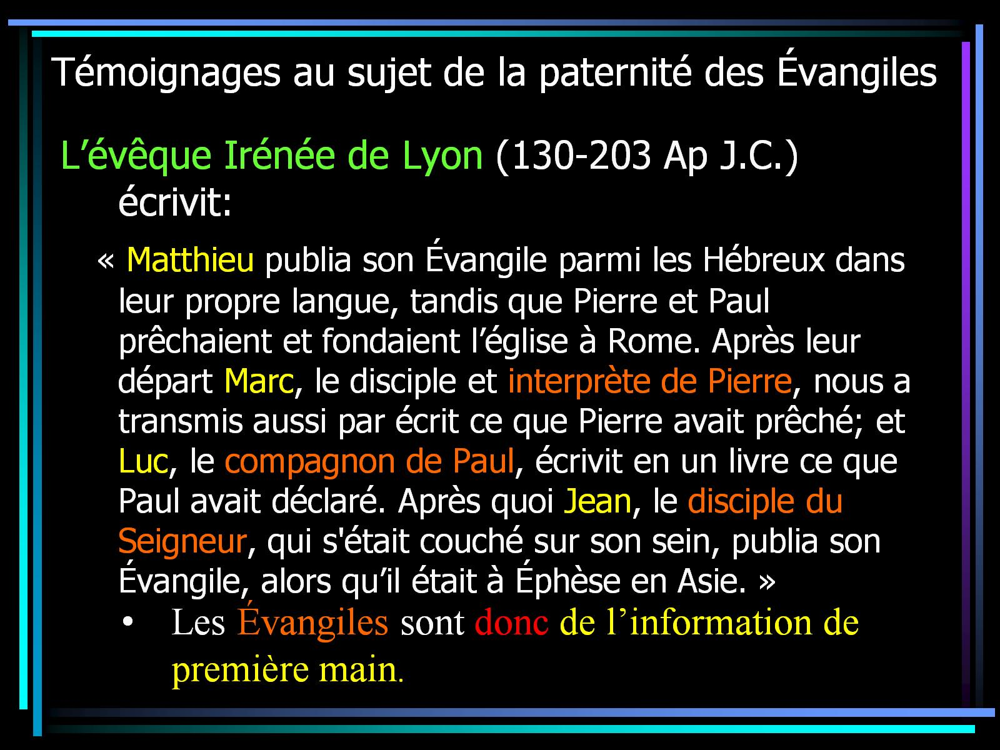 Témoignages au sujet de la paternité des Évangiles
L’évêque Irénée de Lyon (130-203 Ap J.C.)
écrivit:
« Matthieu publia son Évangile parmi les Hébreux dans
leur propre langue, tandis que Pierre et Paul
prêchaient et fondaient l’église à Rome. Après leur
départ Marc, le disciple et interprète de Pierre, nous a
transmis aussi par écrit ce que Pierre avait prêché; et
Luc, le compagnon de Paul, écrivit en un livre ce que
Paul avait déclaré. Après quoi Jean, le disciple du
Seigneur, qui s'était couché sur son sein, publia son
Évangile, alors qu’il était à Éphèse en Asie. »
• Les Évangiles sont donc de l’information de
première main.